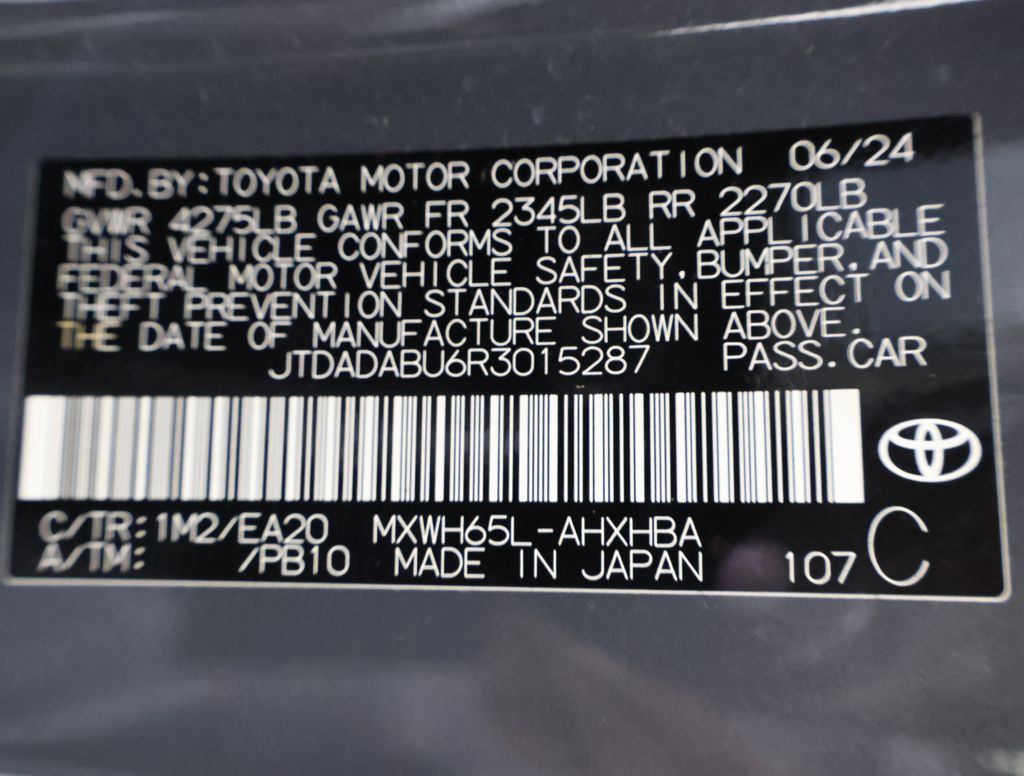 MFD.BY:TOYOTA MOTOR CORPORATION 06/24
GVWR 4275LB GAWR FR 2345LB RR 2270LB
THIS VEHICLE CONFORMS TO ALL APPLICABLE
FEDERAL MOTOR VEHICLE SAFETY,BUMPER,AND
THEFT PREVENTION STANDARDS IN EFFECT ON
THE DATE OF MANUFACTURE SHOWN ABOVE.
JTDADABU6R3015287 PASS.CAR
C/TR:1M2/EA20 MXWH65L-AHXHBA
A/TM: /PB10 MADE IN JAPAN 107 C